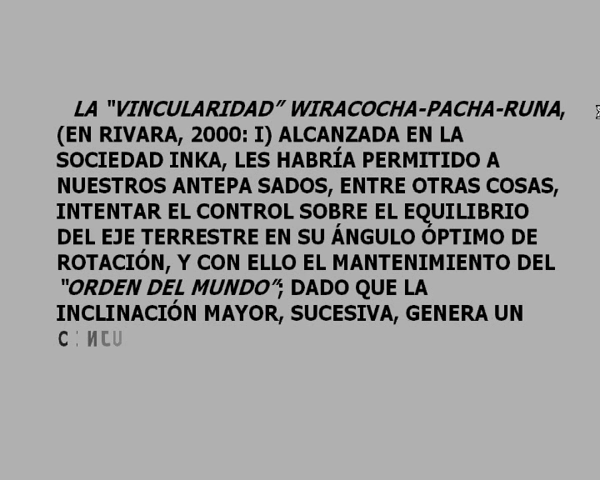 LA "VINCULARIDAD" WIRACOCHA-PACHA-RUNA,
(EN RIVARA, 2000: I) ALCANZADA EN LA
SOCIEDAD INKA, LES HABRÍA PERMITIDO A
NUESTROS ANTEPA SADOS, ENTRE OTRAS COSAS,
INTENTAR EL CONTROL SOBRE EL EQUILIBRIO
DEL EJE TERRESTRE EN SU ÁNGULO ÓPTIMO DE
ROTACIÓN, Y CON ELLO EL MANTENIMIENTO DEL
"ORDEN DEL MUNDO"; DADO QUE LA
INCLINACIÓN MAYOR, SUCESIVA, GENERA UN